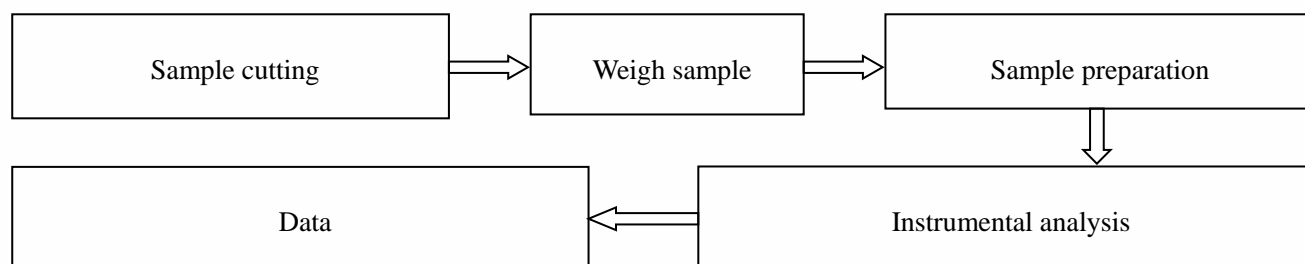 Sample cutting
Weigh sample
Sample preparation
Instrumental analysis
Data